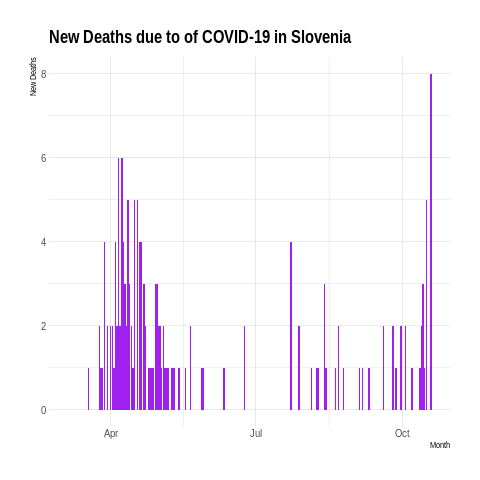 New Deaths due to of COVID-19 in Slovenia
New Deaths
8
6
4
2
0
Apr Jul Oct
Month